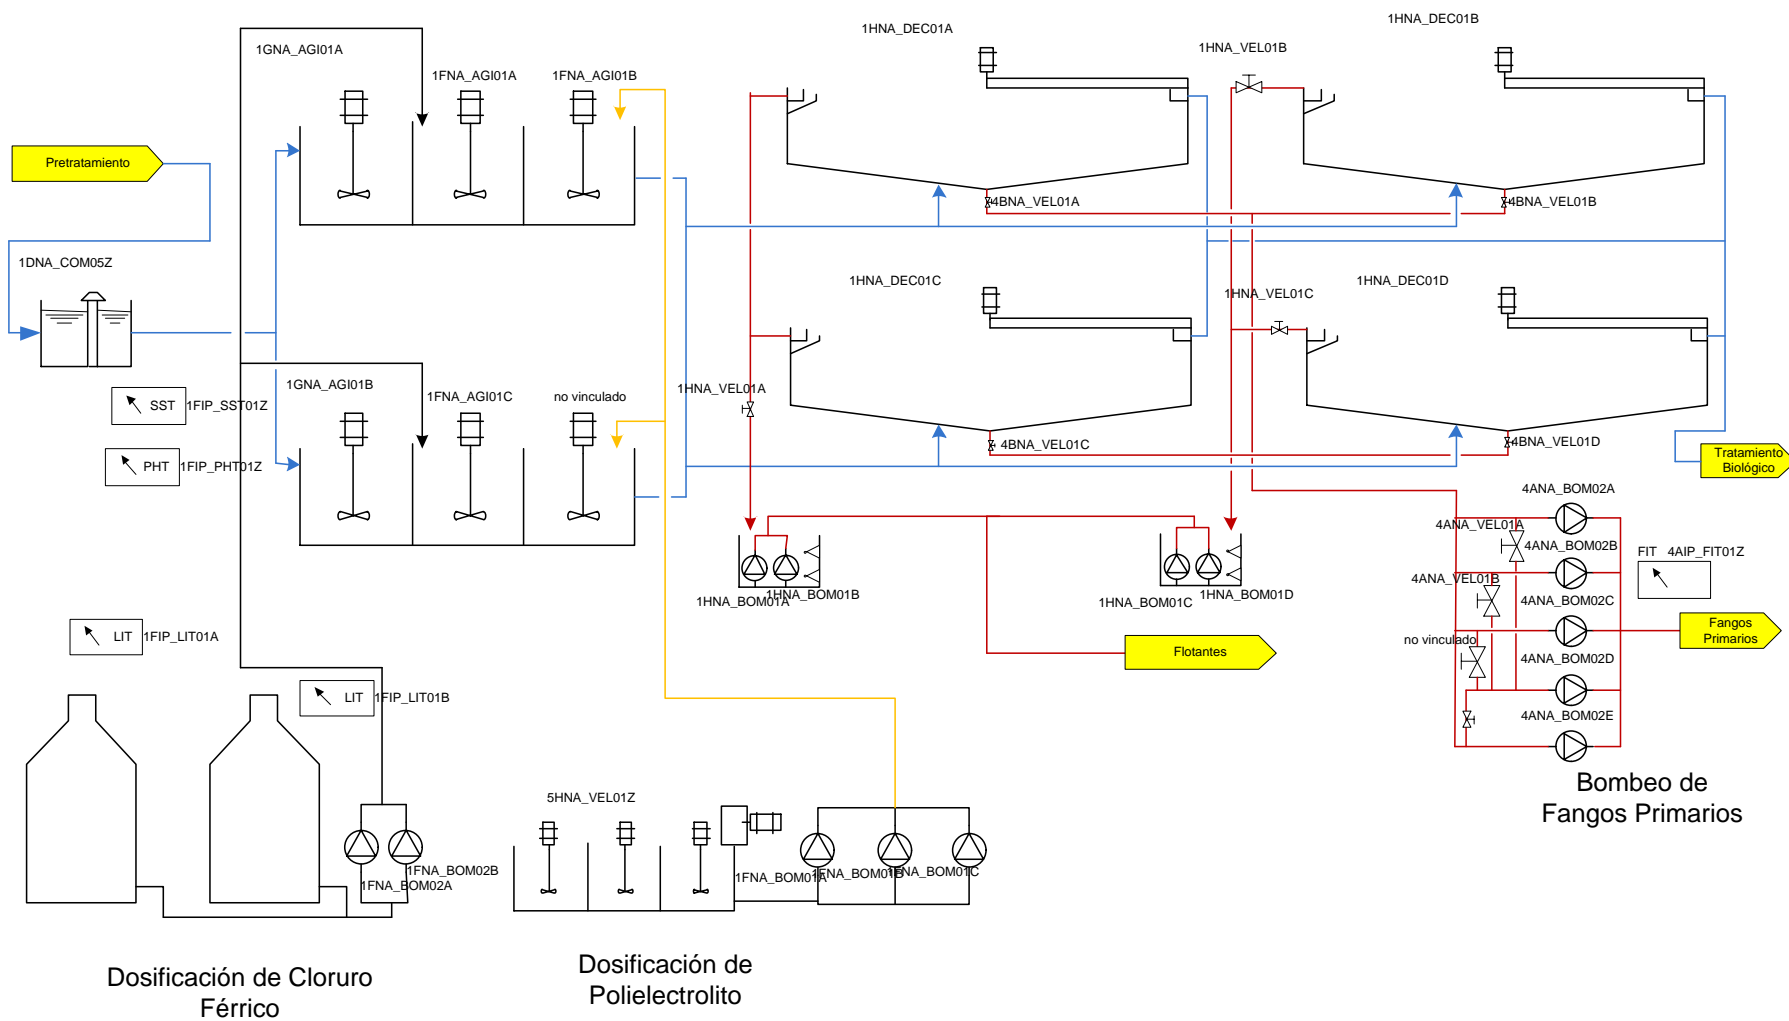 1HNA_DEC01A
1HNA_DEC01B
1GNA_AGI01A
1HNA_VEL01B
1FNA_AGI01A
1FNA_AGI01B
Pretratamiento
4BNA_VEL01A
4BNA_VEL01B
1DNA_COM05Z
1HNA_DEC01C
1HNA_VEL01C
1HNA_DEC01D
1GNA_AGI01B
1FNA_AGI01C
no vinculado
1HNA_VEL01A
SST
1FIP_SST01Z
4BNA_VEL01C
4BNA_VEL01D
PHT
1FIP_PHT01Z
Tratamiento
Biológico
4ANA_BOM02A
4ANA_VEL01A
4ANA_BOM02B
FIT 4AIP_FIT01Z
4ANA_VEL01B
1HNA_BOM01A
1HNA_BOM01B
1HNA_BOM01C
1HNA_BOM01D
4ANA_BOM02C
LIT
1FIP_LIT01A
Fangos
Primarios
no vinculado
Flotantes
4ANA_BOM02D
LIT
1FIP_LIT01B
4ANA_BOM02E
Bombeo de
Fangos Primarios
5HNA_VEL01Z
1FNA_BOM02B
1FNA_BOM02A
1FNA_BOM01A
1FNA_BOM01B
1FNA_BOM01C
Dosificación de Cloruro
Férrico
Dosificación de
Polielectrolito